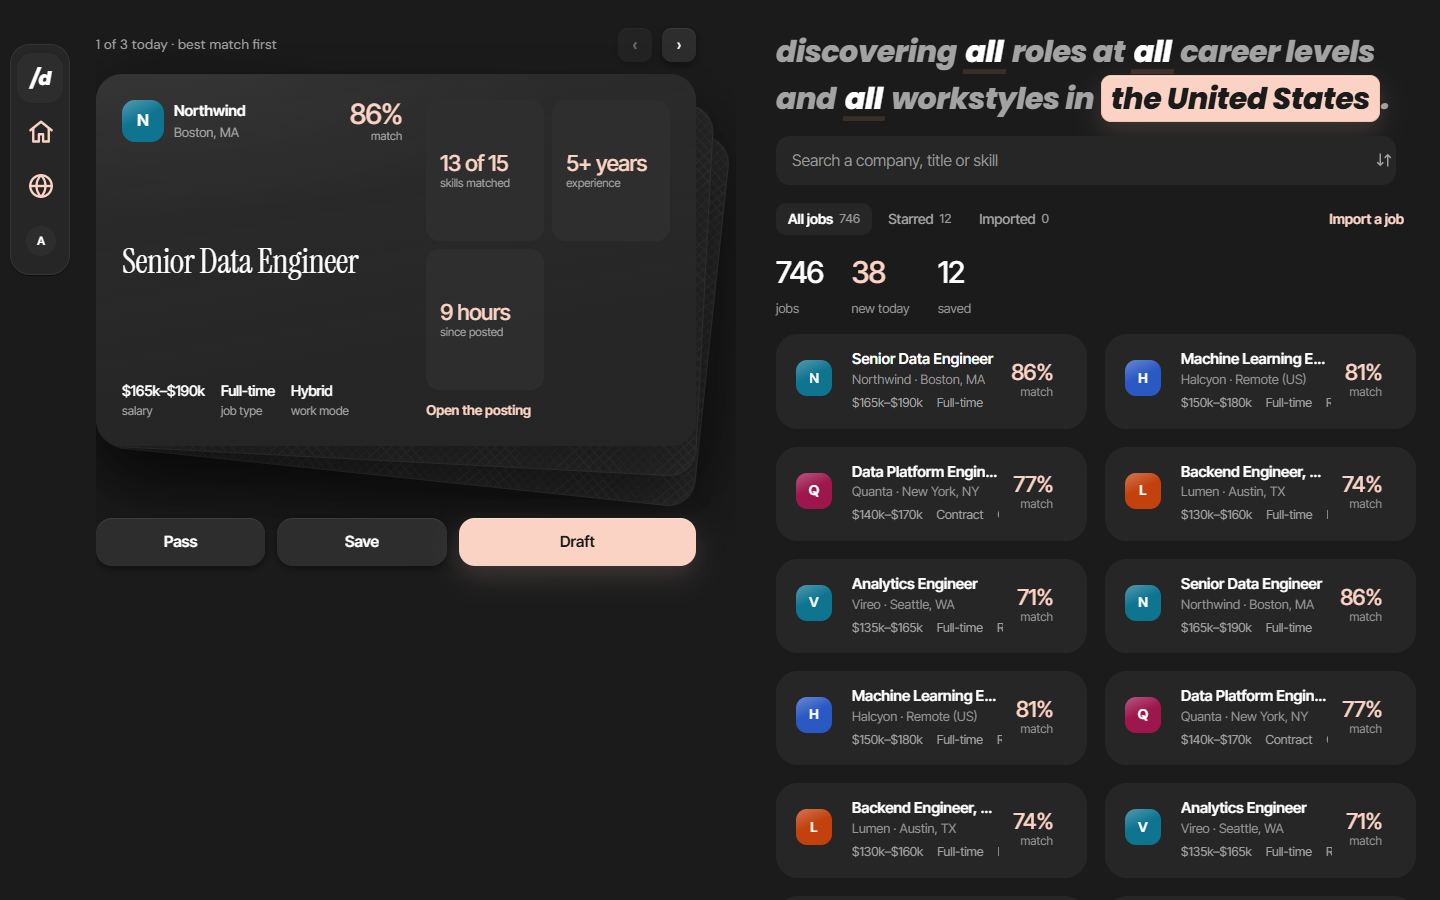 /d
A
1 of 3 today · best match first
‹ ›
N
Northwind
Boston, MA
86%
match
13 of 15
skills matched
5+ years
experience
Senior Data Engineer
9 hours
since posted
$165k–$190k Full-time Hybrid
salary job type work mode
Open the posting
Pass Save Draft
discovering all roles at all career levels
and all workstyles in the United States .
Search a company, title or skill
All jobs 746 Starred 12 Imported 0 Import a job
746 38 12
jobs new today saved
N
Senior Data Engineer
Northwind · Boston, MA
$165k–$190k Full-time
86%
match
H
Machine Learning E...
Halcyon · Remote (US)
$150k–$180k Full-time
81%
match
Q
Data Platform Engin...
Quanta · New York, NY
$140k–$170k Contract
77%
match
L
Backend Engineer, ...
Lumen · Austin, TX
$130k–$160k Full-time
74%
match
V
Analytics Engineer
Vireo · Seattle, WA
$135k–$165k Full-time
71%
match
N
Senior Data Engineer
Northwind · Boston, MA
$165k–$190k Full-time
86%
match
H
Machine Learning E...
Halcyon · Remote (US)
$150k–$180k Full-time
81%
match
Q
Data Platform Engin...
Quanta · New York, NY
$140k–$170k Contract
77%
match
L
Backend Engineer, ...
Lumen · Austin, TX
$130k–$160k Full-time
74%
match
V
Analytics Engineer
Vireo · Seattle, WA
$135k–$165k Full-time
71%
match